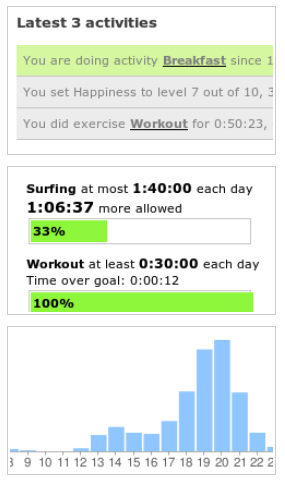 Latest 3 activities
You are doing activity Breakfast since 1
You set Happiness to level 7 out of 10, 3
You did exercise Workout for 0:50:23,
Surfing at most 1:40:00 each day
1:06:37 more allowed
33%
Workout at least 0:30:00 each day
Time over goal: 0:00:12
100%
9 10 11 12 13 14 15 16 17 18 19 20 21 22